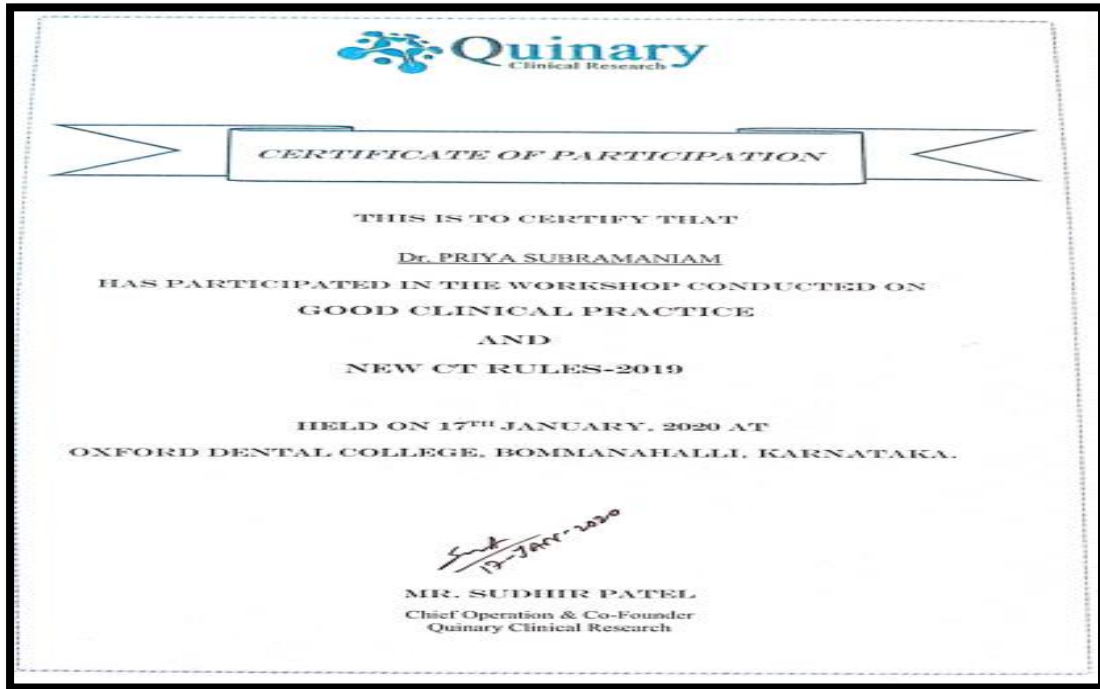 Quinary
Clinical Research
CERTIFICATE OF PARTICIPATION
THIS IS TO CERTIFY THAT
Dr. PRIYA SUBRAMANIAM
HAS PARTICIPATED IN THE WORKSHOP CONDUCTED ON
GOOD CLINICAL PRACTICE
AND
NEW CT RULES-2019
HELD ON 17TH JANUARY, 2020 AT
OXFORD DENTAL COLLEGE, BOMMANAHALLI, KARNATAKA.
17-JAN-2020
MR. SUDHIR PATEL
Chief Operation & Co-Founder
Quinary Clinical Research